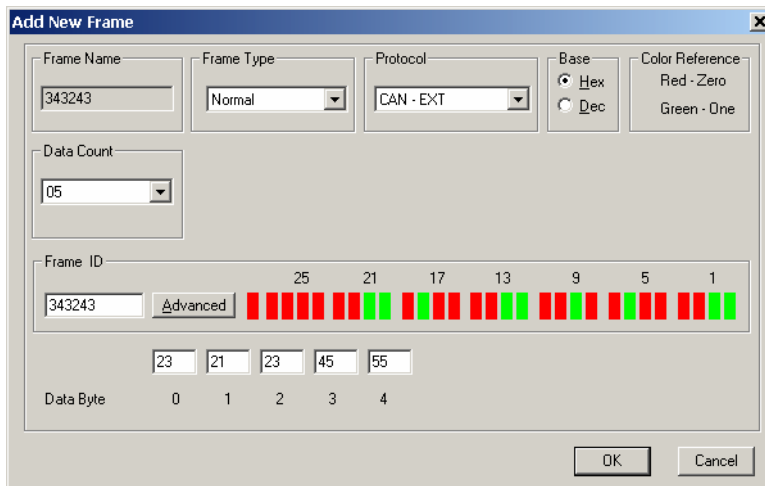 Add New Frame
Frame Name Frame Type Protocol Base Color Reference
343243 Normal CAN - EXT Hex Red - Zero
Dec Green - One
Data Count
05
Frame ID
25 21 17 13 9 5 1
343243 Advanced
23 21 23 45 55
Data Byte 0 1 2 3 4
OK Cancel